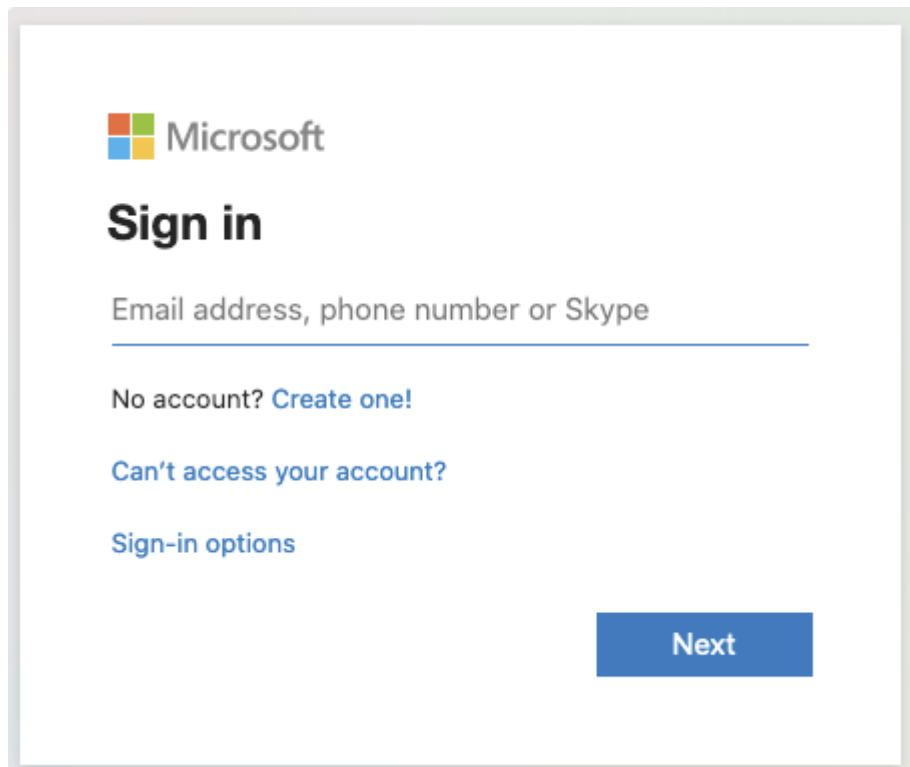 Microsoft
Sign in
Email address, phone number or Skype
No account? Create one!
Can’t access your account?
Sign-in options
Next